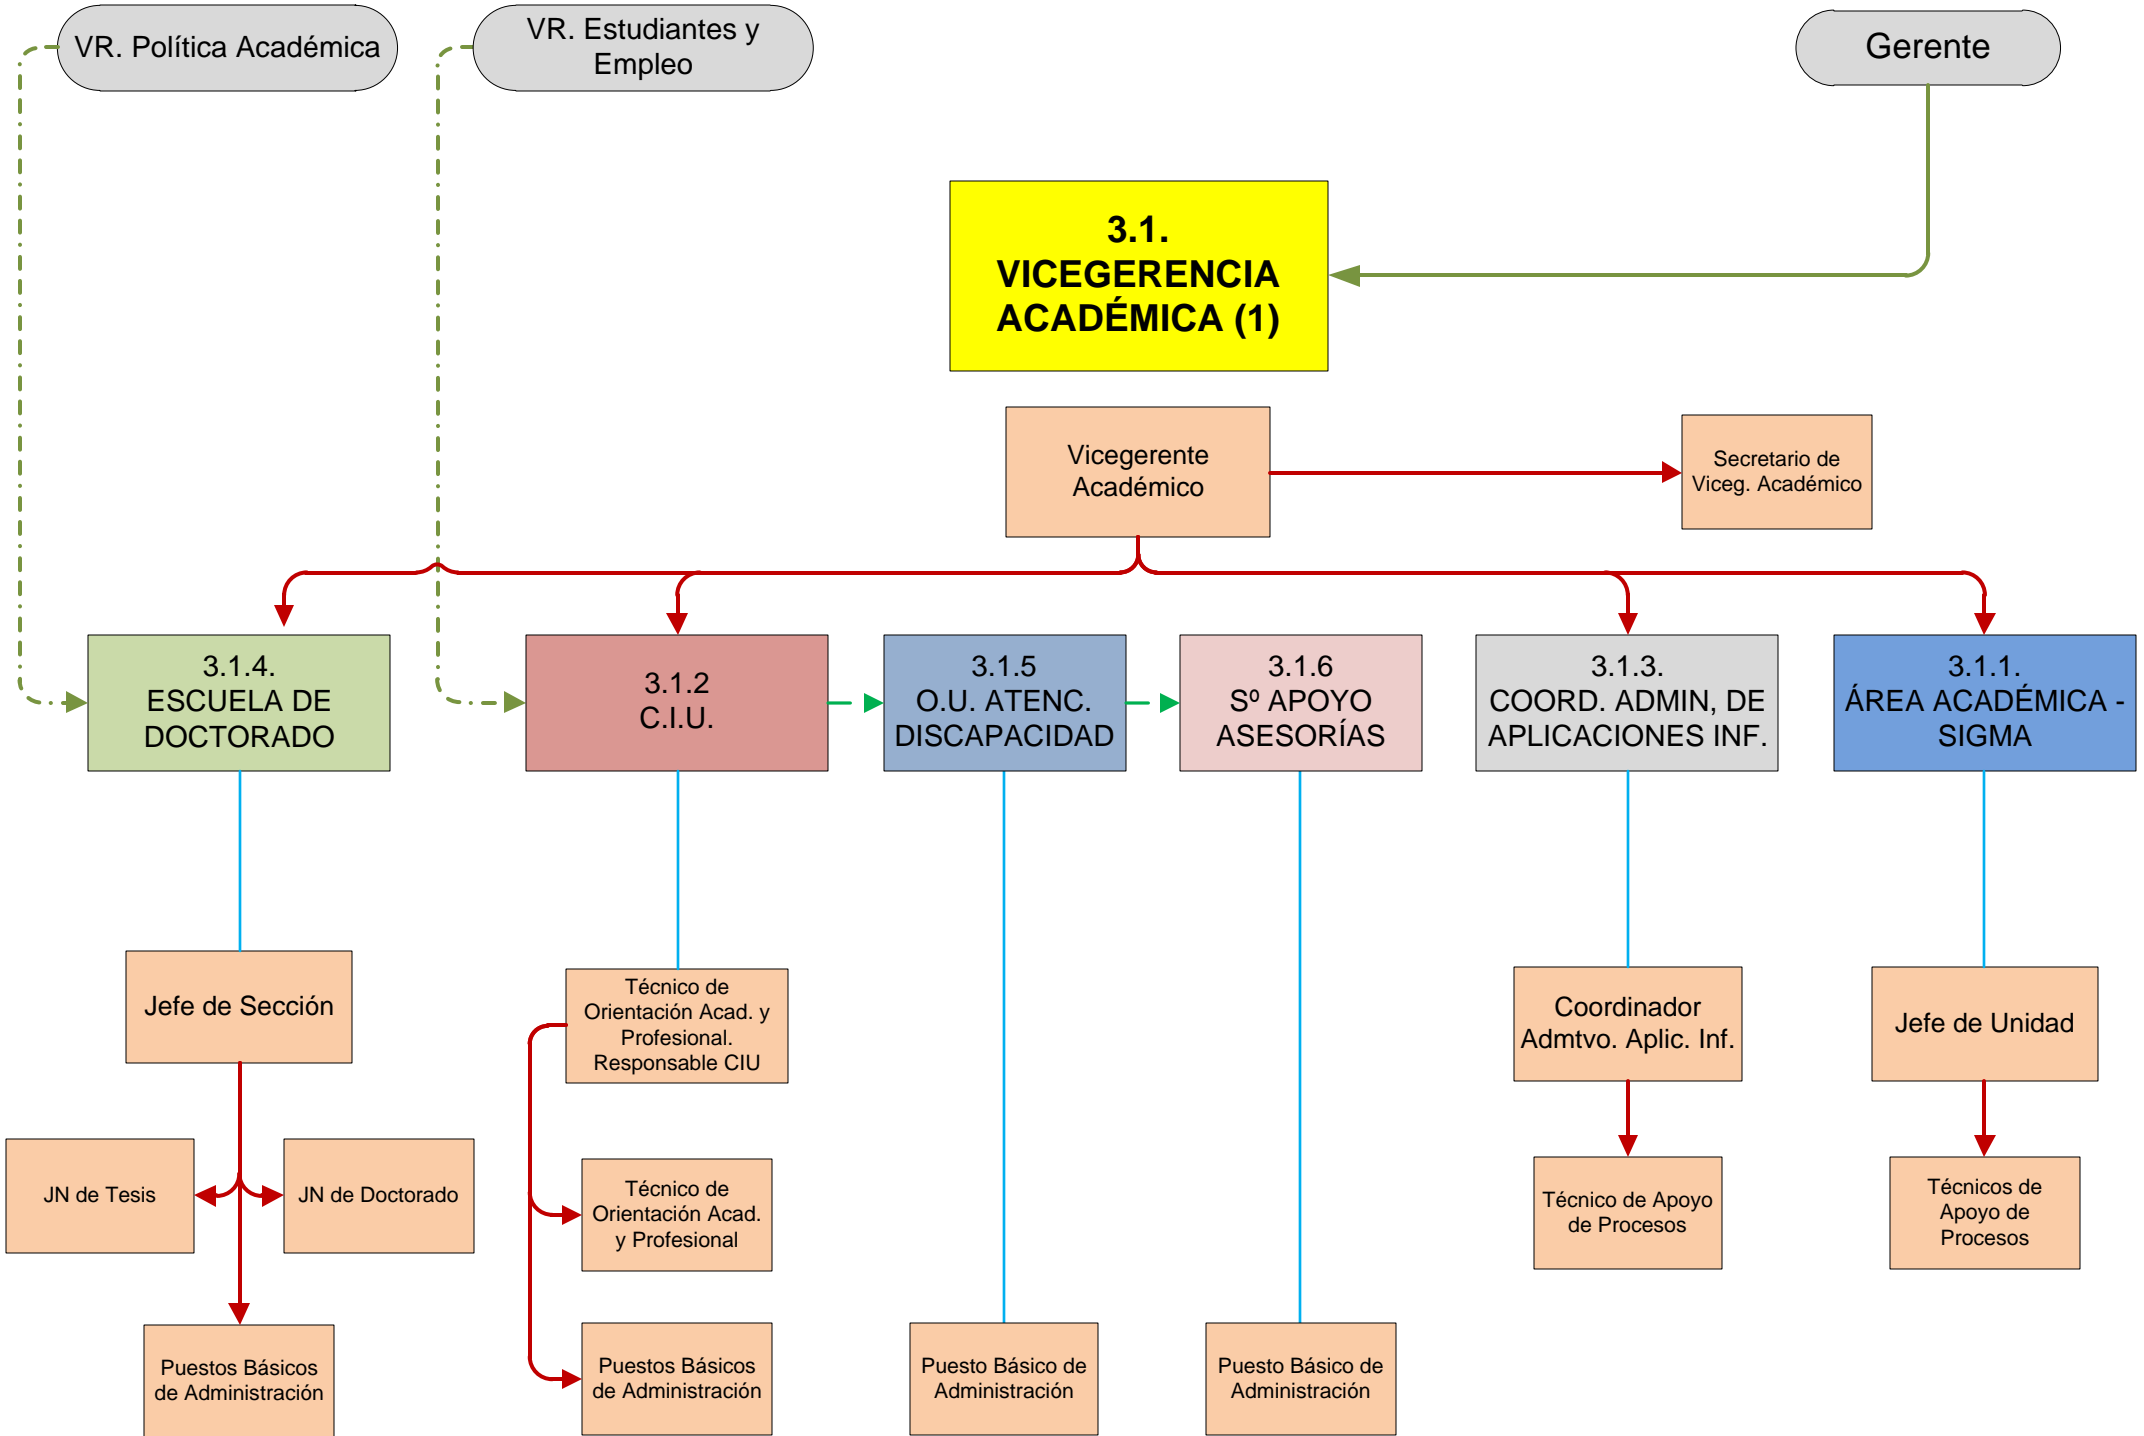 VR. Política Académica
VR. Estudiantes y
Empleo
Gerente
3.1.
VICEGERENCIA
ACADÉMICA (1)
Vicegerente
Académico
Secretario de
Viceg. Académico
3.1.4.
ESCUELA DE
DOCTORADO
3.1.2
C.I.U.
3.1.5
O.U. ATENC.
DISCAPACIDAD
3.1.6
Sº APOYO
ASESORÍAS
3.1.3.
COORD. ADMIN, DE
APLICACIONES INF.
3.1.1.
ÁREA ACADÉMICA -
SIGMA
Jefe de Sección
Técnico de
Orientación Acad. y
Profesional.
Responsable CIU
Coordinador
Admtvo. Aplic. Inf.
Jefe de Unidad
JN de Tesis
JN de Doctorado
Técnico de
Orientación Acad.
y Profesional
Técnico de Apoyo
de Procesos
Técnicos de
Apoyo de
Procesos
Puestos Básicos
de Administración
Puestos Básicos
de Administración
Puesto Básico de
Administración
Puesto Básico de
Administración